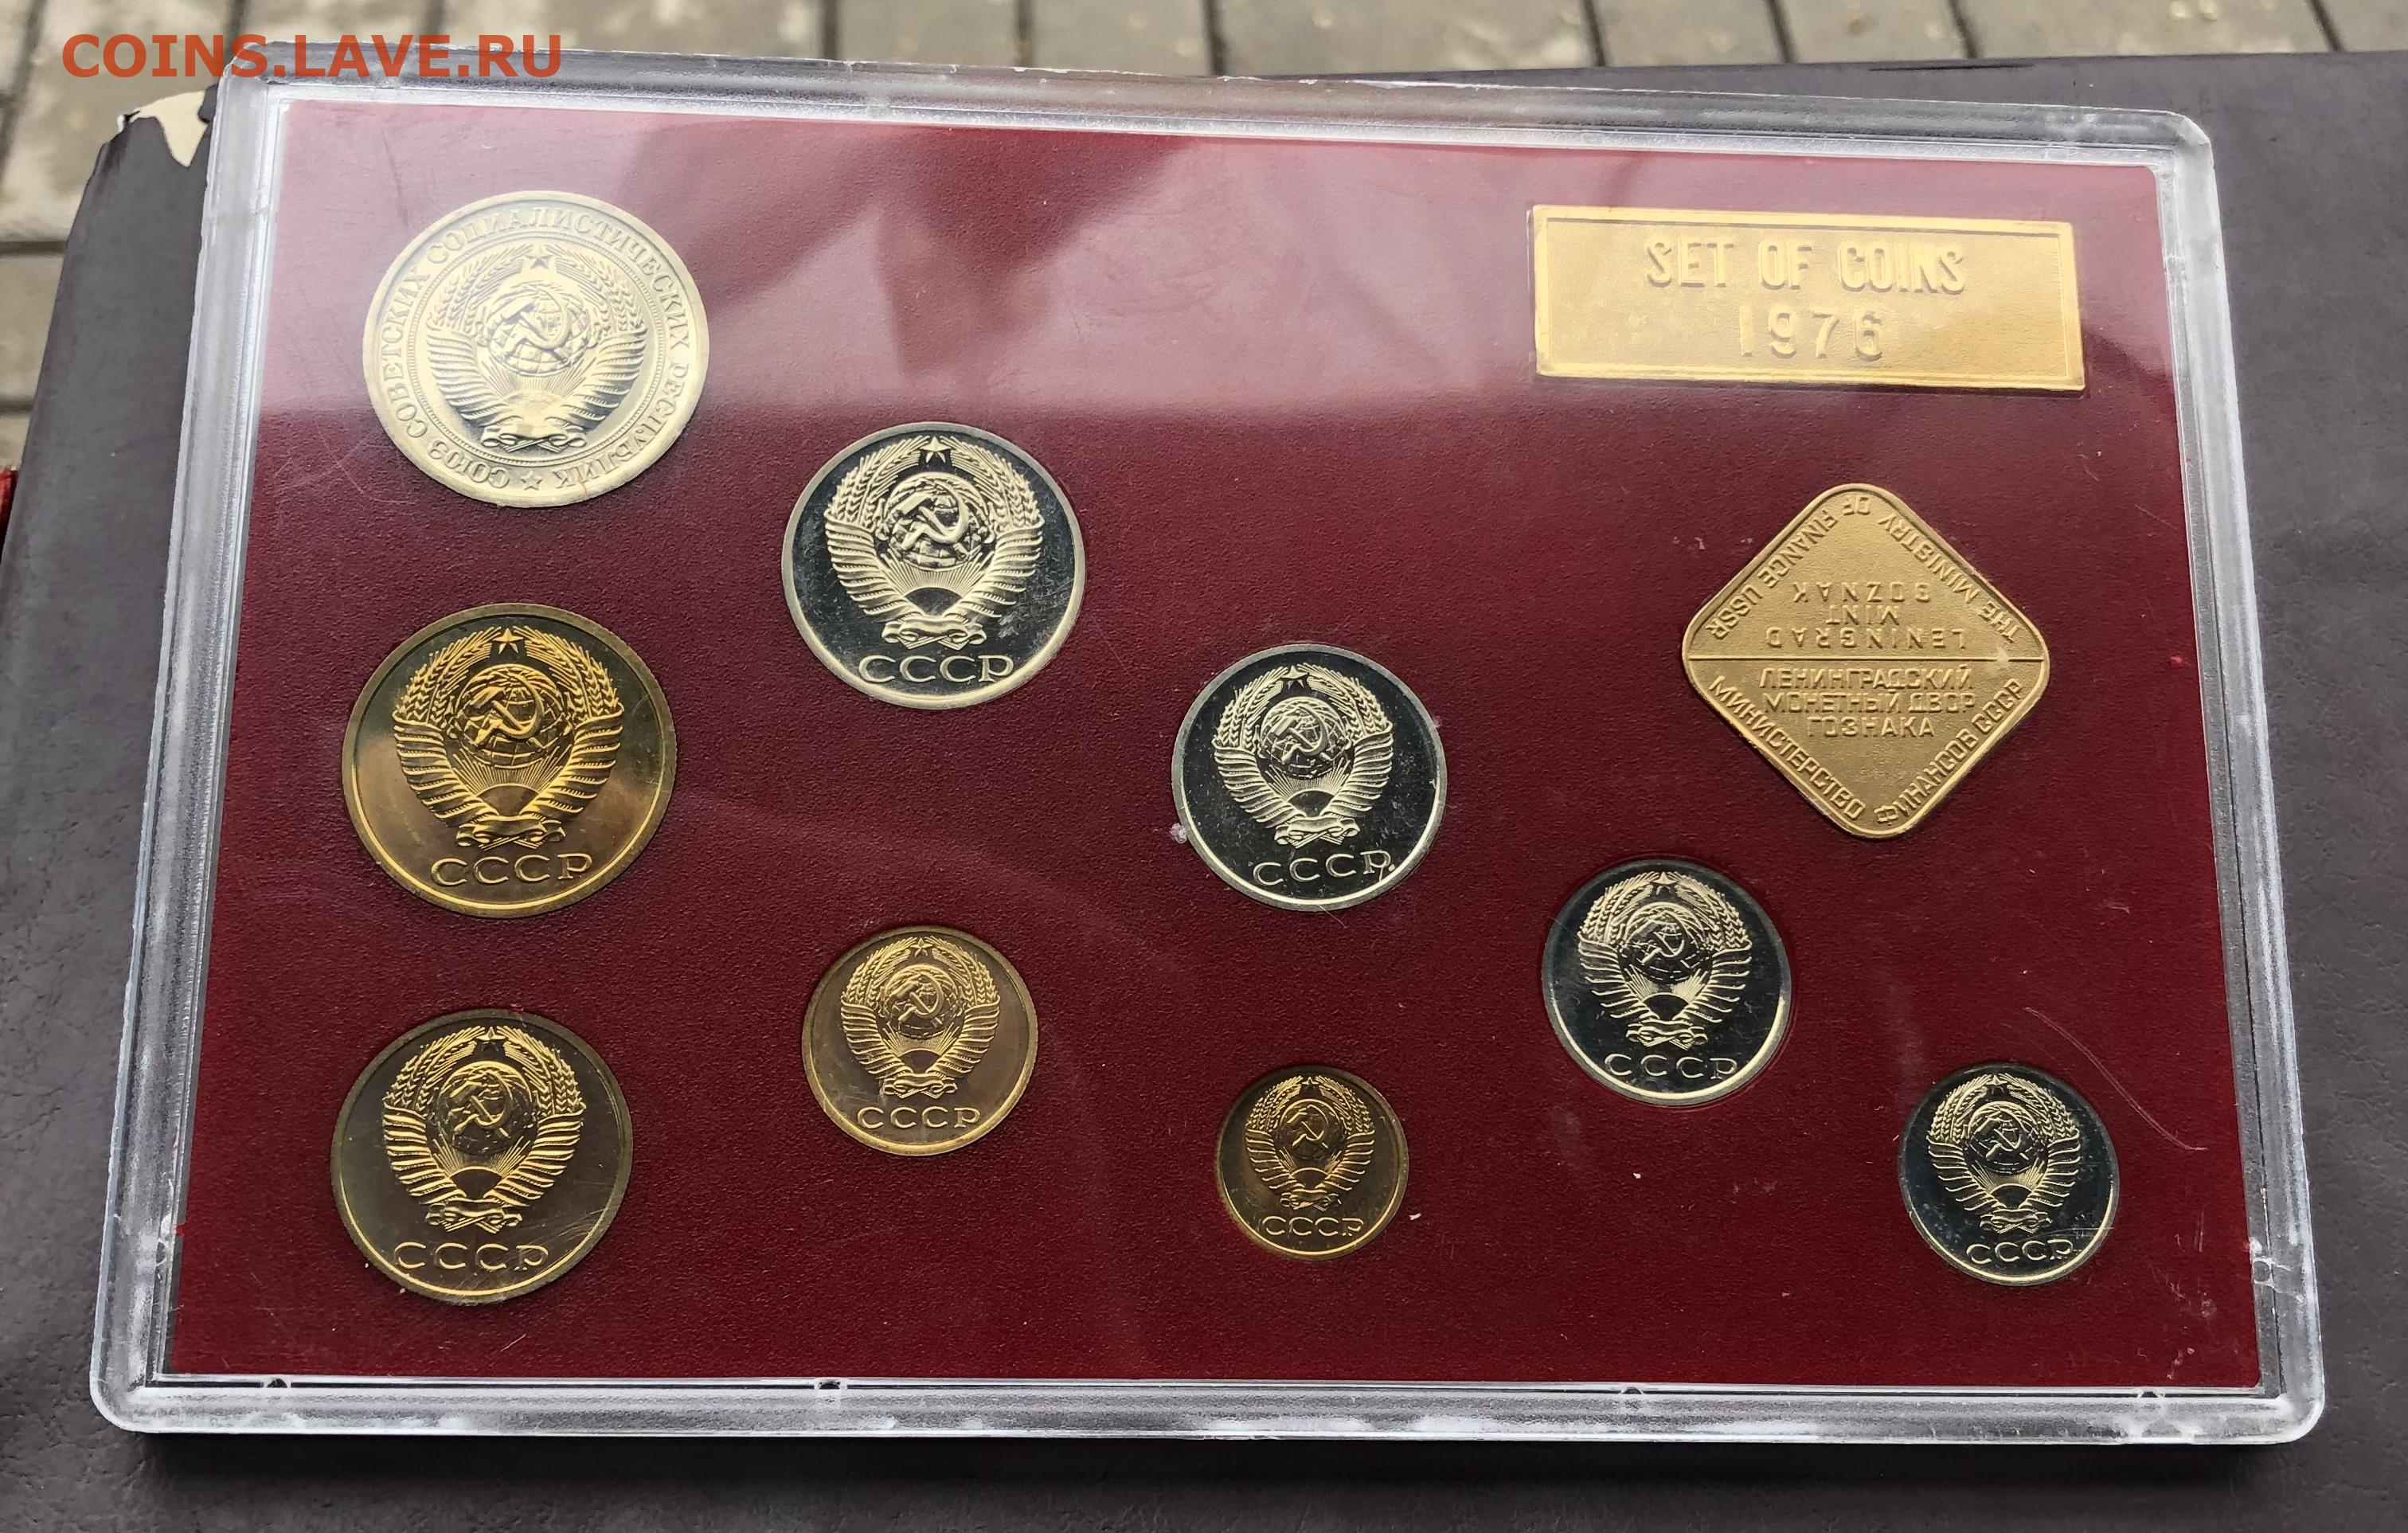 COINS.LAVE.RU
СОЮЗ СОВЕТСКИХ СОЦИАЛИСТИЧЕСКИХ РЕСПУБЛИК
SET OF COINS
1976
СССР
THE MINISTRY OF FINANCE USSR
LENINGRAD
MINT
GOZNAK
ЛЕНИНГРАДСКИЙ
МОНЕТНЫЙ ДВОР
ГОЗНАКА
МИНИСТЕРСТВО ФИНАНСОВ СССР
СССР
СССР
СССР
СССР
СССР
СССР
СССР